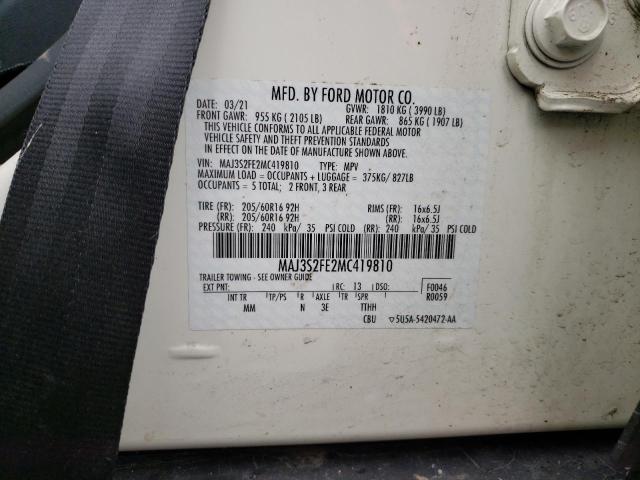 MFD. BY FORD MOTOR CO.
DATE: 03/21 GVWR: 1810 KG ( 3990 LB)
FRONT GAWR: 955 KG ( 2105 LB) REAR GAWR: 865 KG ( 1907 LB)
THIS VEHICLE CONFORMS TO ALL APPLICABLE FEDERAL MOTOR
VEHICLE SAFETY AND THEFT PREVENTION STANDARDS
IN EFFECT ON THE DATE OF MANUFACTURE SHOWN ABOVE.
VIN: MAJ3S2FE2MC419810 TYPE: MPV
MAXIMUM LOAD = OCCUPANTS + LUGGAGE = 375KG/ 827LB
OCCUPANTS = 5 TOTAL; 2 FRONT, 3 REAR
TIRE (FR): 205/60R16 92H RIMS (FR): 16x6.5J
(RR): 205/60R16 92H (RR): 16x6.5J
PRESSURE (FR): 240 kPa/ 35 PSI COLD (RR): 240 kPa/ 35 PSI COLD
MAJ3S2FE2MC419810
TRAILER TOWING - SEE OWNER GUIDE
EXT PNT: RC: 13 DSO: F0046
INT TR TP/PS R AXLE TR SPR R0059
MM N 3E TTHH
CBU 5U5A-5420472-AA